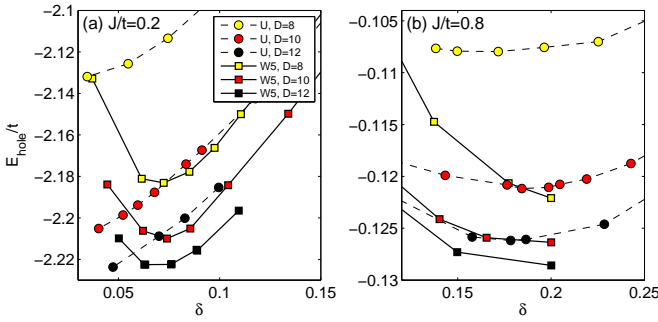 (a) J/t=0.2
−2.1
−2.12
−2.14
−2.16
−2.18
−2.2
−2.22
E_hole/t
0.05
0.1
0.15
δ
U, D=8
U, D=10
U, D=12
W5, D=8
W5, D=10
W5, D=12
(b) J/t=0.8
−0.105
−0.11
−0.115
−0.12
−0.125
−0.13
0.15
0.2
δ